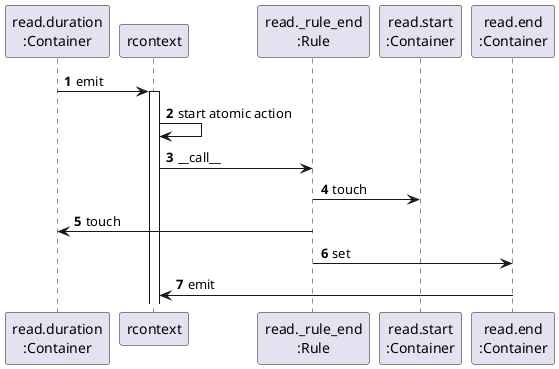 read.duration
:Container
rcontext
read._rule_end
:Rule
read.start
:Container
read.end
:Container
1 emit
2 start atomic action
3 __call__
4 touch
5 touch
6 set
7 emit
read.duration
:Container
rcontext
read._rule_end
:Rule
read.start
:Container
read.end
:Container